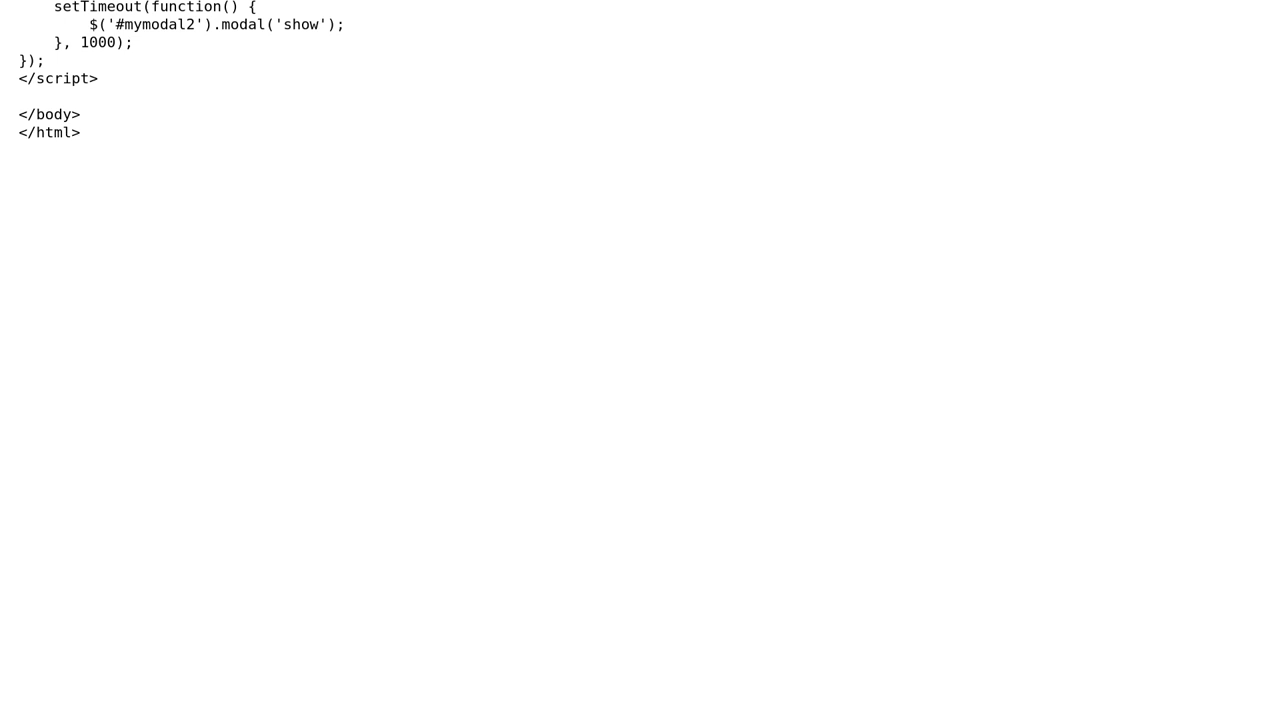 setTimeout(function() {
        $('#mymodal2').modal('show');
    }, 1000);
});
</script>

</body>
</html>